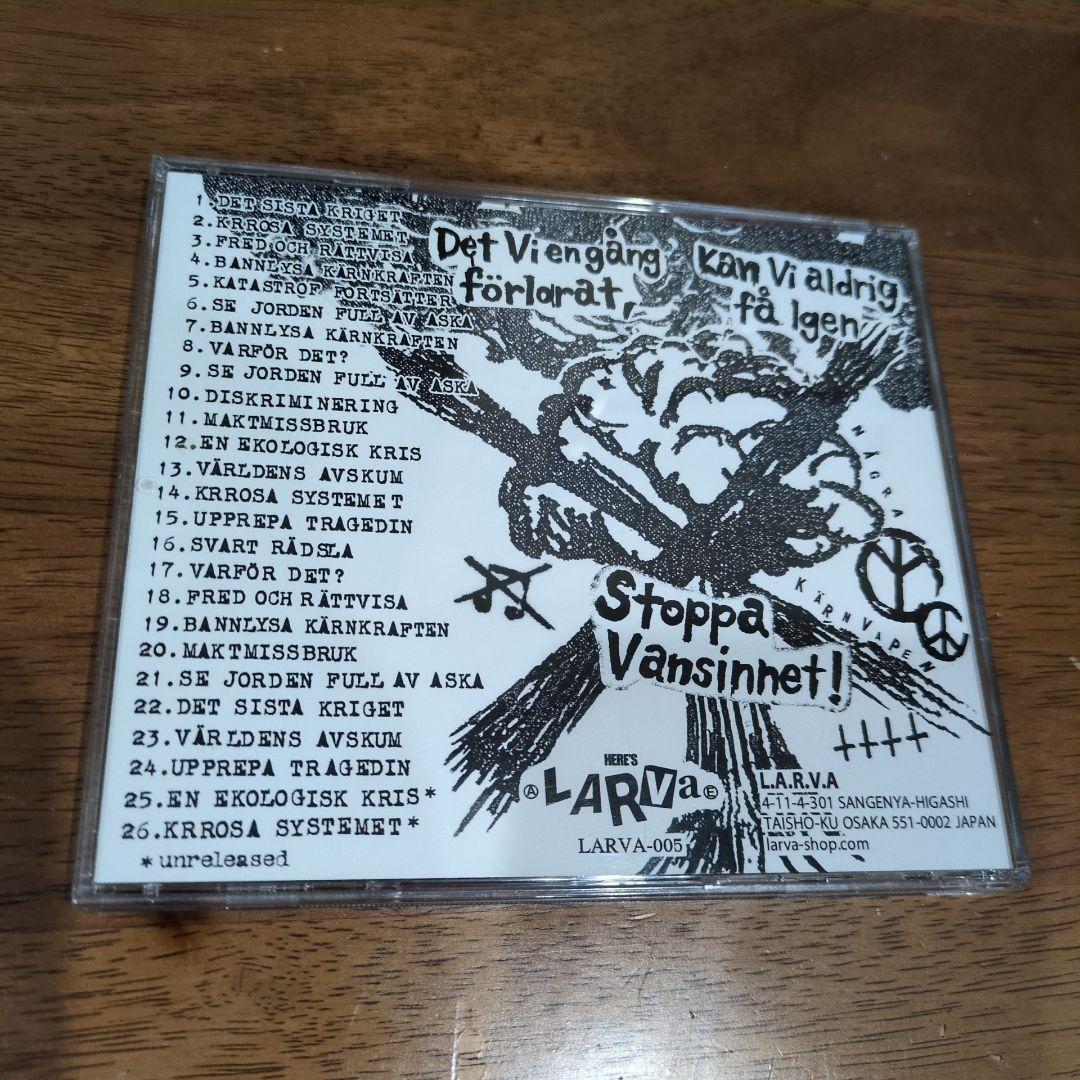 1.DET SISTA KRIGET
2.KRROSA SYSTEMET
3.FRED OCH RÄTTVISA
4.BANNLYSA KÄRNKRAFTEN
5.KATASTROF FORTSÄTTER
6.SE JORDEN FULL AV ASKA
7.BANNLYSA KÄRNKRAFTEN
8.VARFÖR DET?
9.SE JORDEN FULL AV ASKA
10.DISKRIMINERING
11.MAKTMISSBRUK
12.EN EKOLOGISK KRIS
13.VÄRLDENS AVSKUM
14.KRROSA SYSTEMET
15.UPPREPA TRAGEDIN
16.SVART RÄDSLA
17.VARFÖR DET?
18.FRED OCH RÄTTVISA
19.BANNLYSA KÄRNKRAFTEN
20.MAKTMISSBRUK
21.SE JORDEN FULL AV ASKA
22.DET SISTA KRIGET
23.VÄRLDENS AVSKUM
24.UPPREPA TRAGEDIN
25.EN EKOLOGISK KRIS*
26.KRROSA SYSTEMET*
*unreleased
Det Vi en gång
förlorat,
Kan Vi aldrig
få Igen
NÅGRA
KÄRNVAPEN
Stoppa
Vansinnet!
HERE'S
Ⓐ LARVa Ⓔ
LARVA-005
L.A.R.V.A
4-11-4-301 SANGENYA-HIGASHI
TAISHO-KU OSAKA 551-0002 JAPAN
larva-shop.com